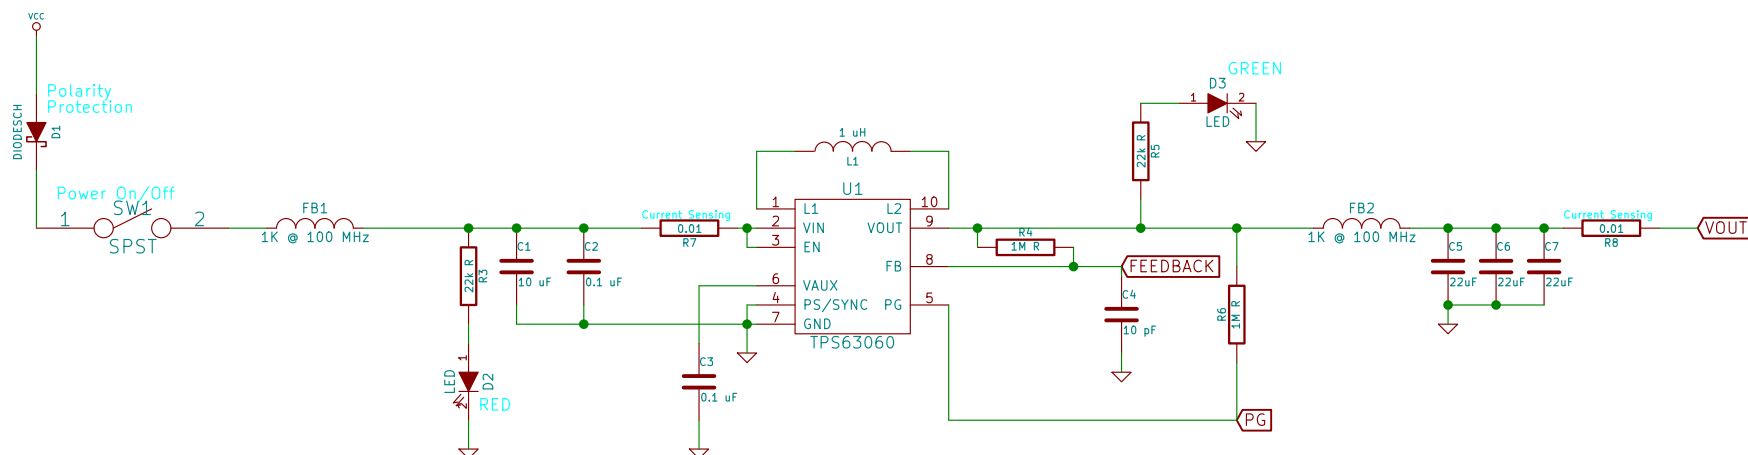 VCC
Polarity
Protection
DIODESCH
D1
Power On/Off
SW1
1
2
SPST
FB1
1K @ 100 MHz
22k R
R3
LED
1
2
D2
RED
C1
10 uF
C2
0.1 uF
Current Sensing
0.01
R7
1 uH
L1
U1
1
L1
L2
10
2
VIN
VOUT
9
3
EN
FB
8
6
VAUX
4
PS/SYNC
PG
5
7
GND
TPS63060
C3
0.1 uF
R4
1M R
FEEDBACK
C4
10 pF
22k R
R5
GREEN
D3
1
2
LED
R6
1M R
PG
FB2
1K @ 100 MHz
C5
22uF
C6
22uF
C7
22uF
Current Sensing
0.01
R8
VOUT